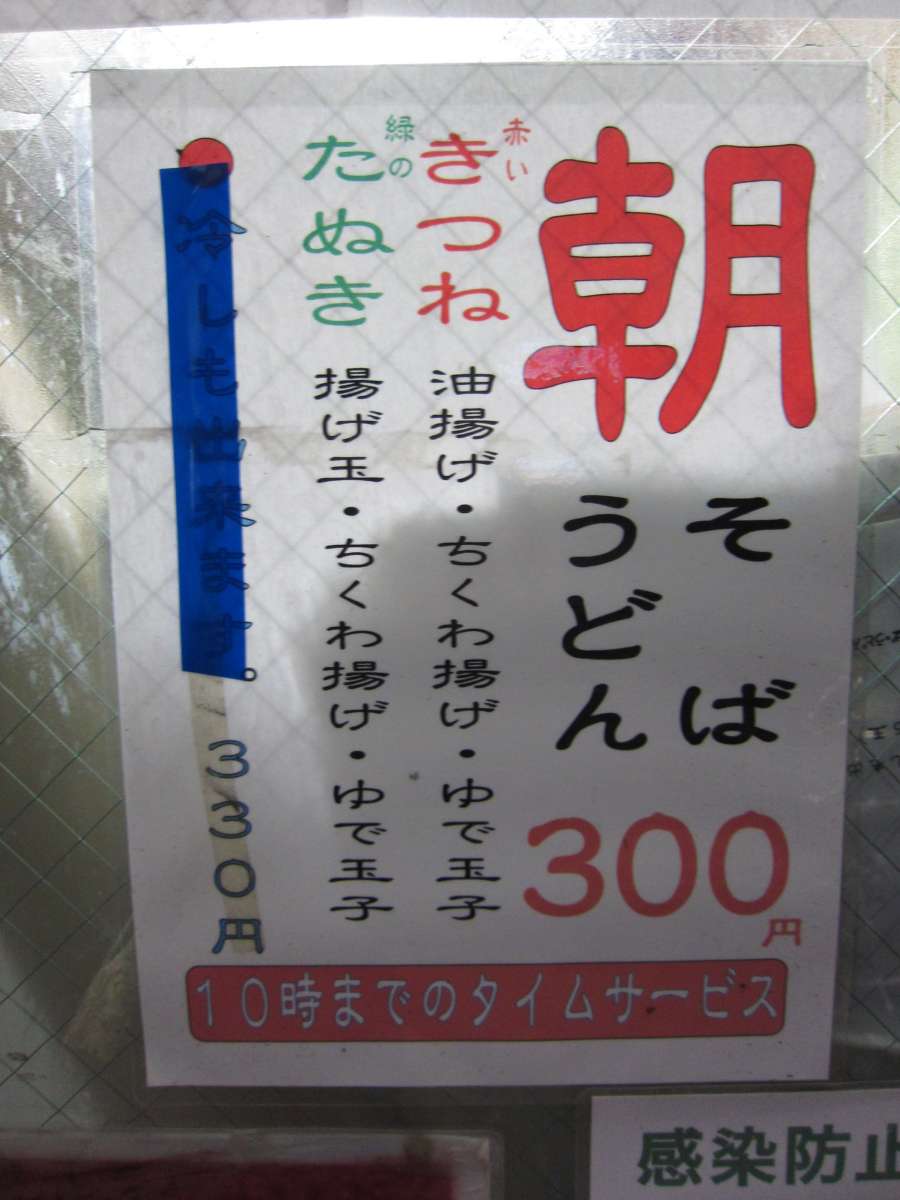 朝
そば
うどん
300円
赤い
きつね 油揚げ・ちくわ揚げ・ゆで玉子
緑の
たぬき 揚げ玉・ちくわ揚げ・ゆで玉子
冷しも出来ます。330円
10時までのタイムサービス
感染防止